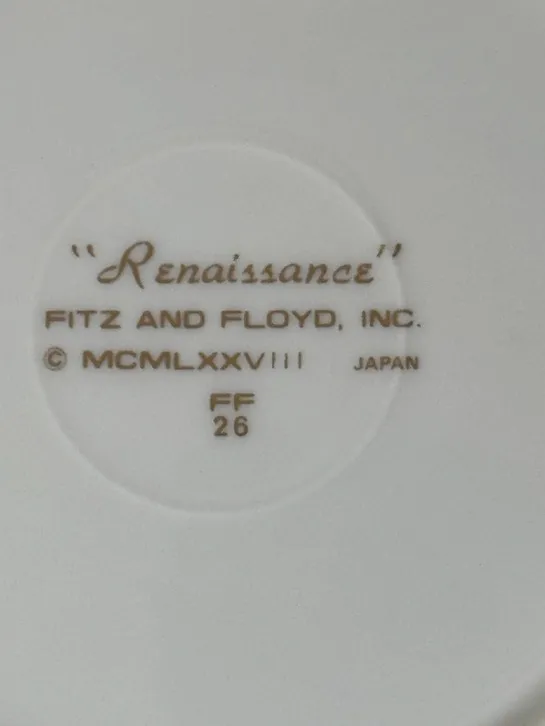 "Renaissance"
FITZ AND FLOYD, INC.
© MCMLXXVIII JAPAN
FF
26